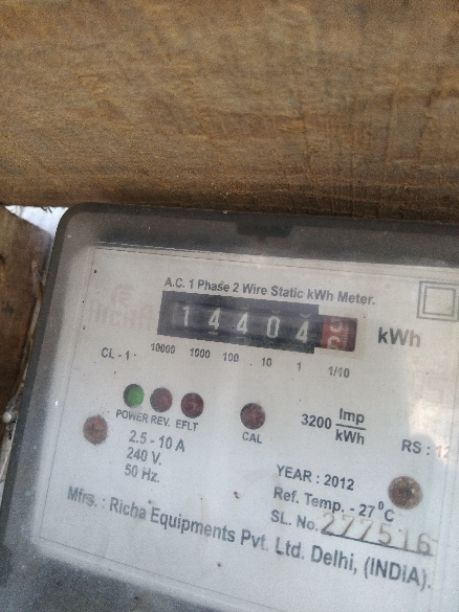 A.C. 1 Phase 2 Wire Static kWh Meter.
14404 kWh
CL - 1 10000 1000 100 10 1 1/10
POWER REV. EFLT CAL 3200 Imp/kWh
2.5 - 10 A RS :
240 V. YEAR : 2012
50 Hz. Ref. Temp. - 27 °C
SL. No. 277516
Mfrs. : Richa Equipments Pvt. Ltd. Delhi, (INDIA).